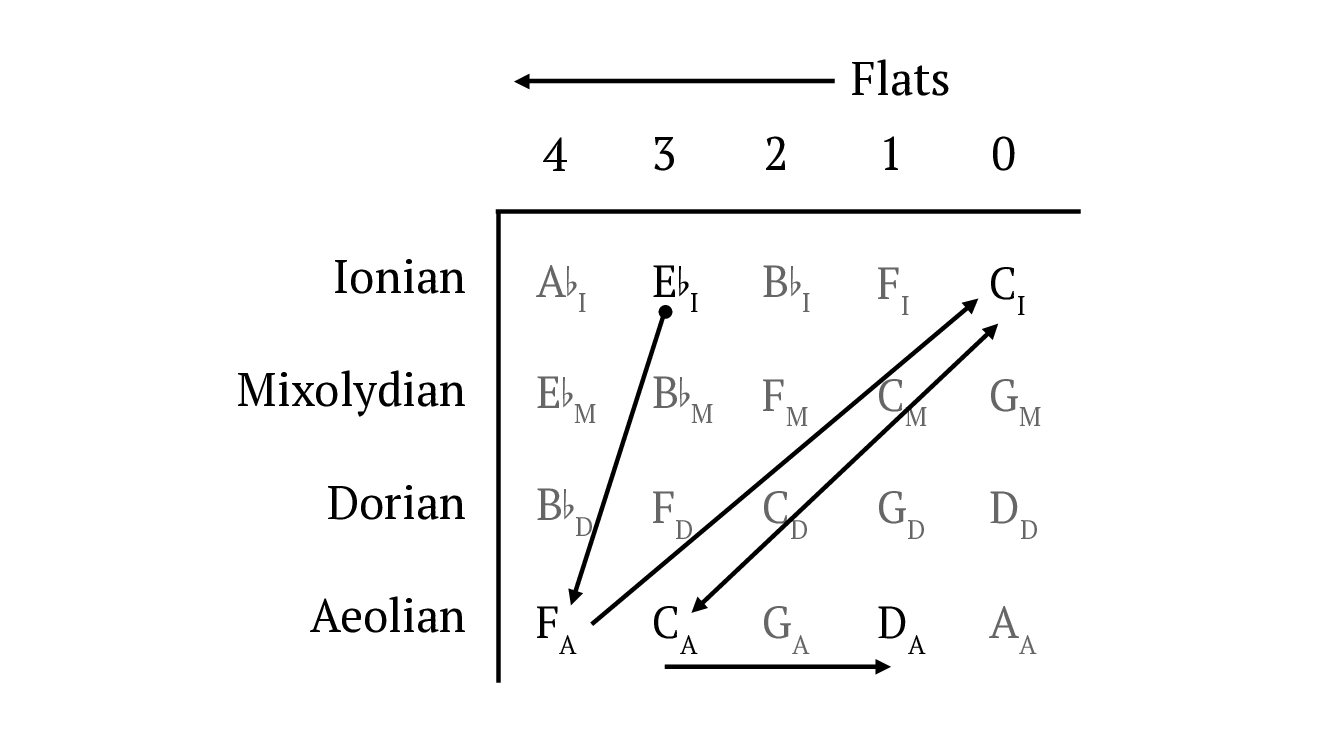 Flats
4 3 2 1 0
Ionian A♭I E♭I B♭I FI CI
Mixolydian E♭M B♭M FM CM GM
Dorian B♭D FD CD GD DD
Aeolian FA CA GA DA AA